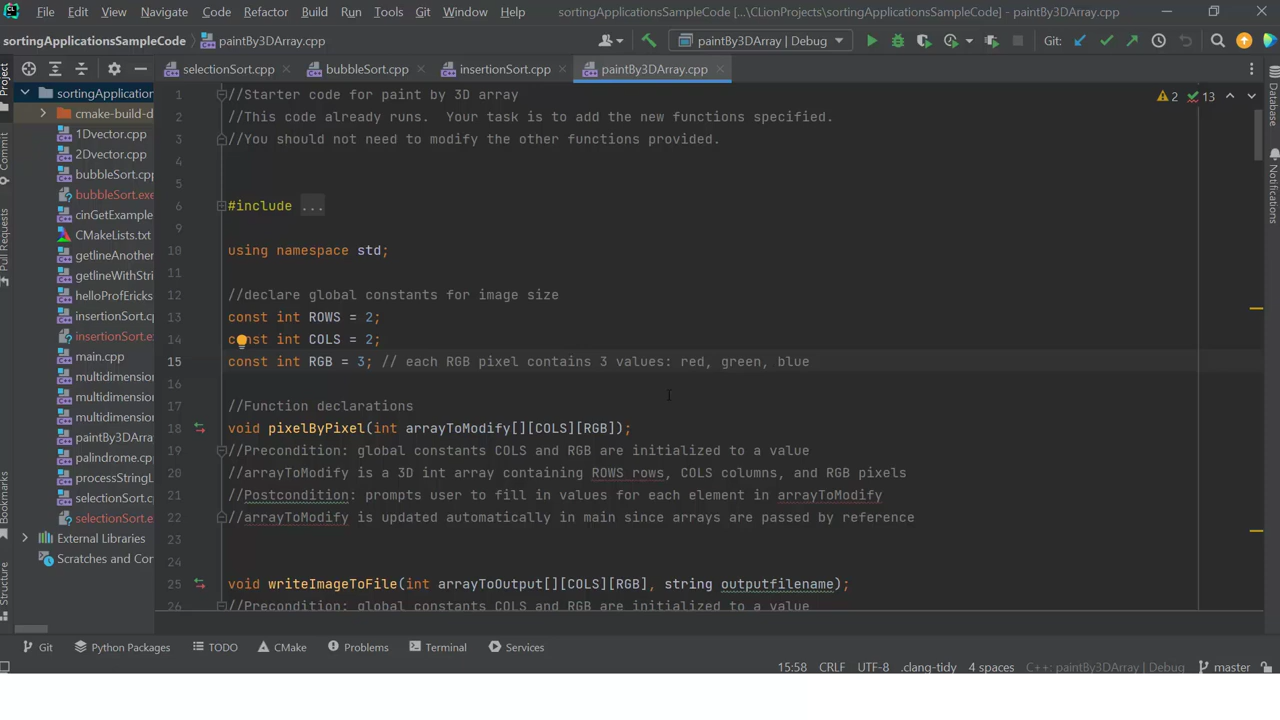 File Edit View Navigate Code Refactor Build Run Tools Git Window Help sortingApplicationsSampleCode [...\CLionProjects\sortingApplicationsSampleCode] - paintBy3DArray.cpp
sortingApplicationsSampleCode paintBy3DArray.cpp paintBy3DArray | Debug Git:
selectionSort.cpp bubbleSort.cpp insertionSort.cpp paintBy3DArray.cpp
Project
Commit
Pull Requests
Bookmarks
Structure
sortingApplication
cmake-build-d
1Dvector.cpp
2Dvector.cpp
bubbleSort.cpp
bubbleSort.exe
cinGetExample
CMakeLists.txt
getlineAnother
getlineWithStri
helloProfEricks
insertionSort.cp
insertionSort.e
main.cpp
multidimension
multidimension
multidimension
paintBy3DArra
palindrome.cp
processStringL
selectionSort.c
selectionSort.e
External Libraries
Scratches and Cor
2 13
1 //Starter code for paint by 3D array
2 //This code already runs. Your task is to add the new functions specified.
3 //You should not need to modify the other functions provided.
4
5
6 #include ...
9
10 using namespace std;
11
12 //declare global constants for image size
13 const int ROWS = 2;
14 const int COLS = 2;
15 const int RGB = 3; // each RGB pixel contains 3 values: red, green, blue
16
17 //Function declarations
18 void pixelByPixel(int arrayToModify[][COLS][RGB]);
19 //Precondition: global constants COLS and RGB are initialized to a value
20 //arrayToModify is a 3D int array containing ROWS rows, COLS columns, and RGB pixels
21 //Postcondition: prompts user to fill in values for each element in arrayToModify
22 //arrayToModify is updated automatically in main since arrays are passed by reference
23
24
25 void writeImageToFile(int arrayToOutput[][COLS][RGB], string outputfilename);
26 //Precondition: global constants COLS and RGB are initialized to a value
Database
Notifications
Git Python Packages TODO CMake Problems Terminal Services
15:58 CRLF UTF-8 .clang-tidy 4 spaces C++: paintBy3DArray | Debug master